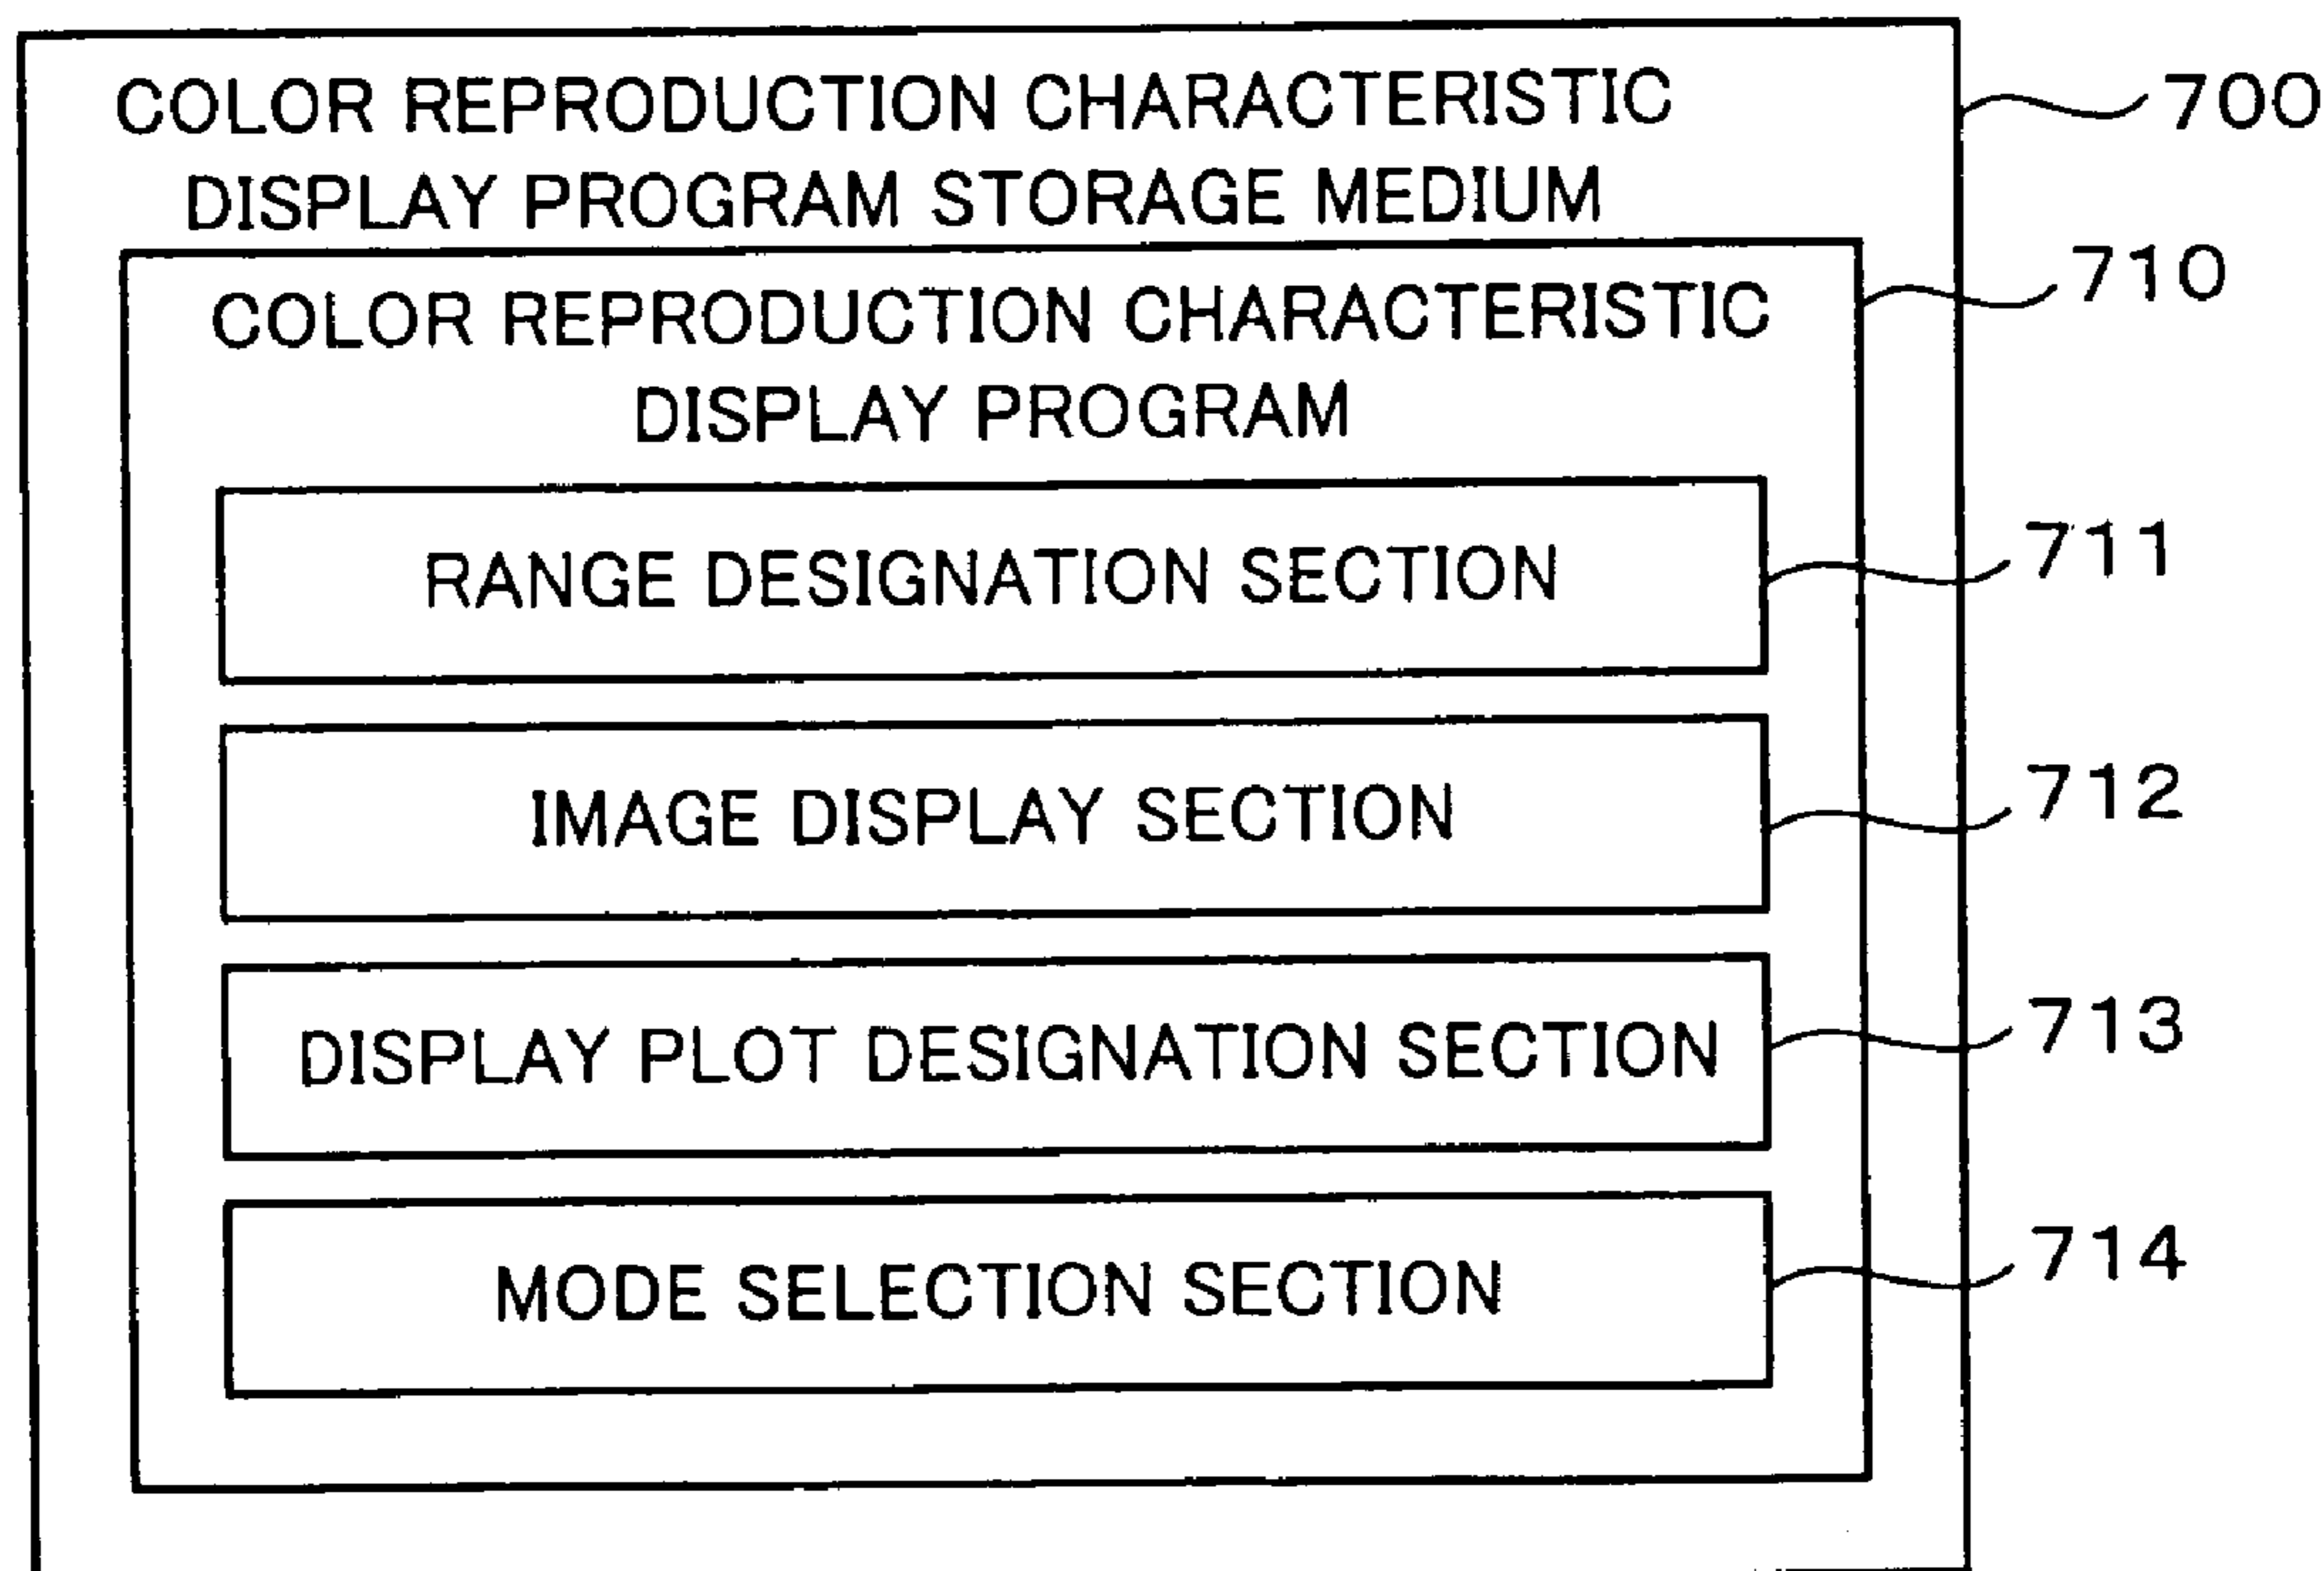 COLOR REPRODUCTION CHARACTERISTIC
DISPLAY PROGRAM STORAGE MEDIUM
700
COLOR REPRODUCTION CHARACTERISTIC
DISPLAY PROGRAM
710
RANGE DESIGNATION SECTION
711
IMAGE DISPLAY SECTION
712
DISPLAY PLOT DESIGNATION SECTION
713
MODE SELECTION SECTION
714